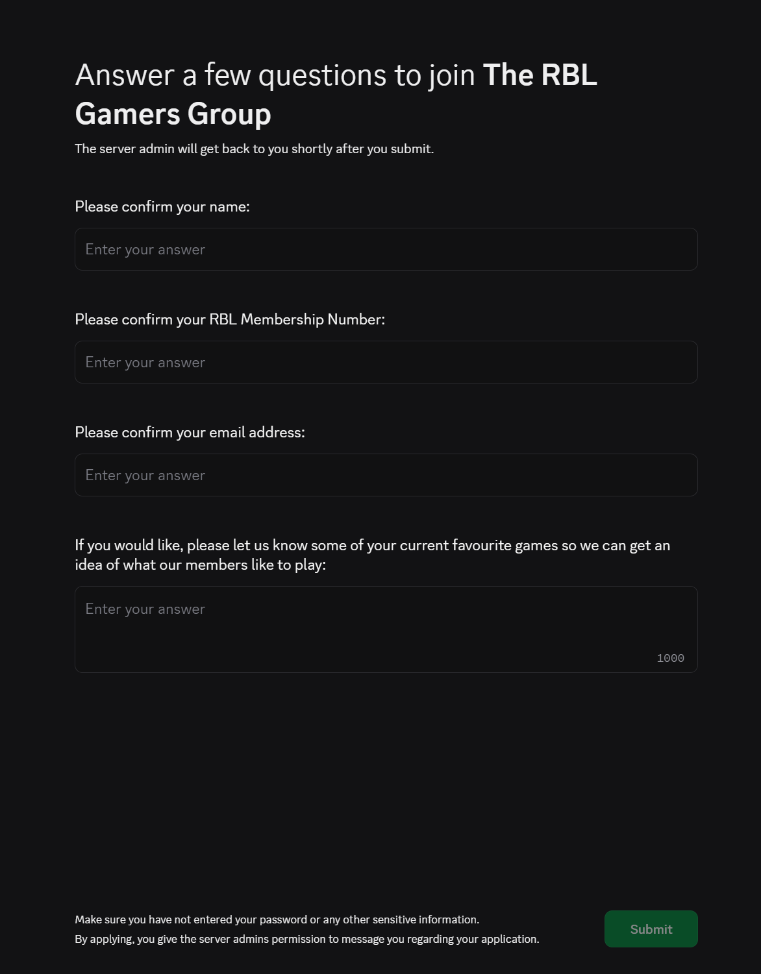 Answer a few questions to join The RBL
Gamers Group
The server admin will get back to you shortly after you submit.
Please confirm your name:
Enter your answer
Please confirm your RBL Membership Number:
Enter your answer
Please confirm your email address:
Enter your answer
If you would like, please let us know some of your current favourite games so we can get an
idea of what our members like to play:
Enter your answer
1000
Make sure you have not entered your password or any other sensitive information.
By applying, you give the server admins permission to message you regarding your application.
Submit